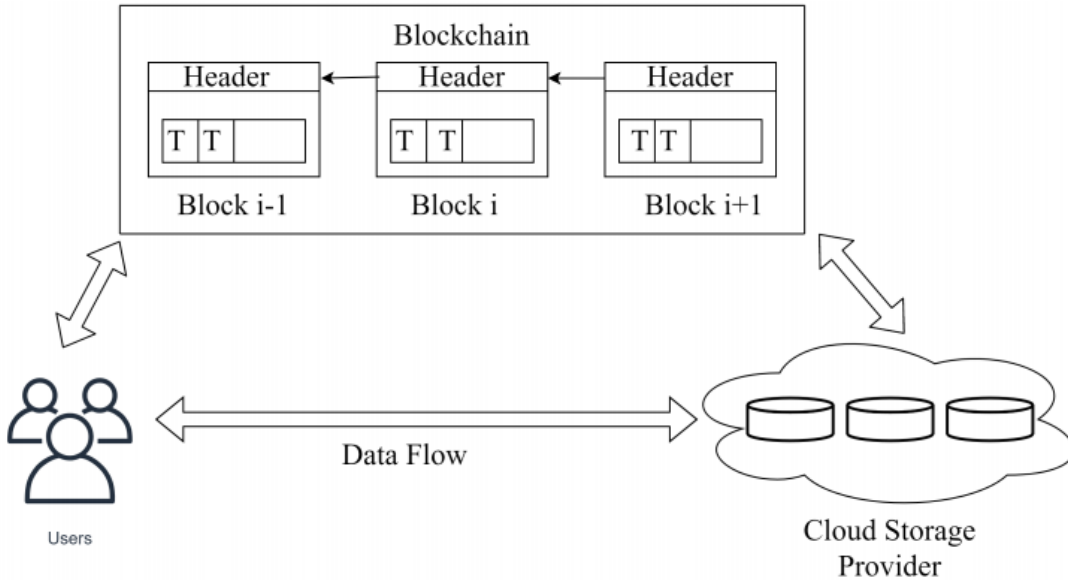 Blockchain
Header Header Header
T T T T T T
Block i-1 Block i Block i+1
Data Flow
Users
Cloud Storage
Provider